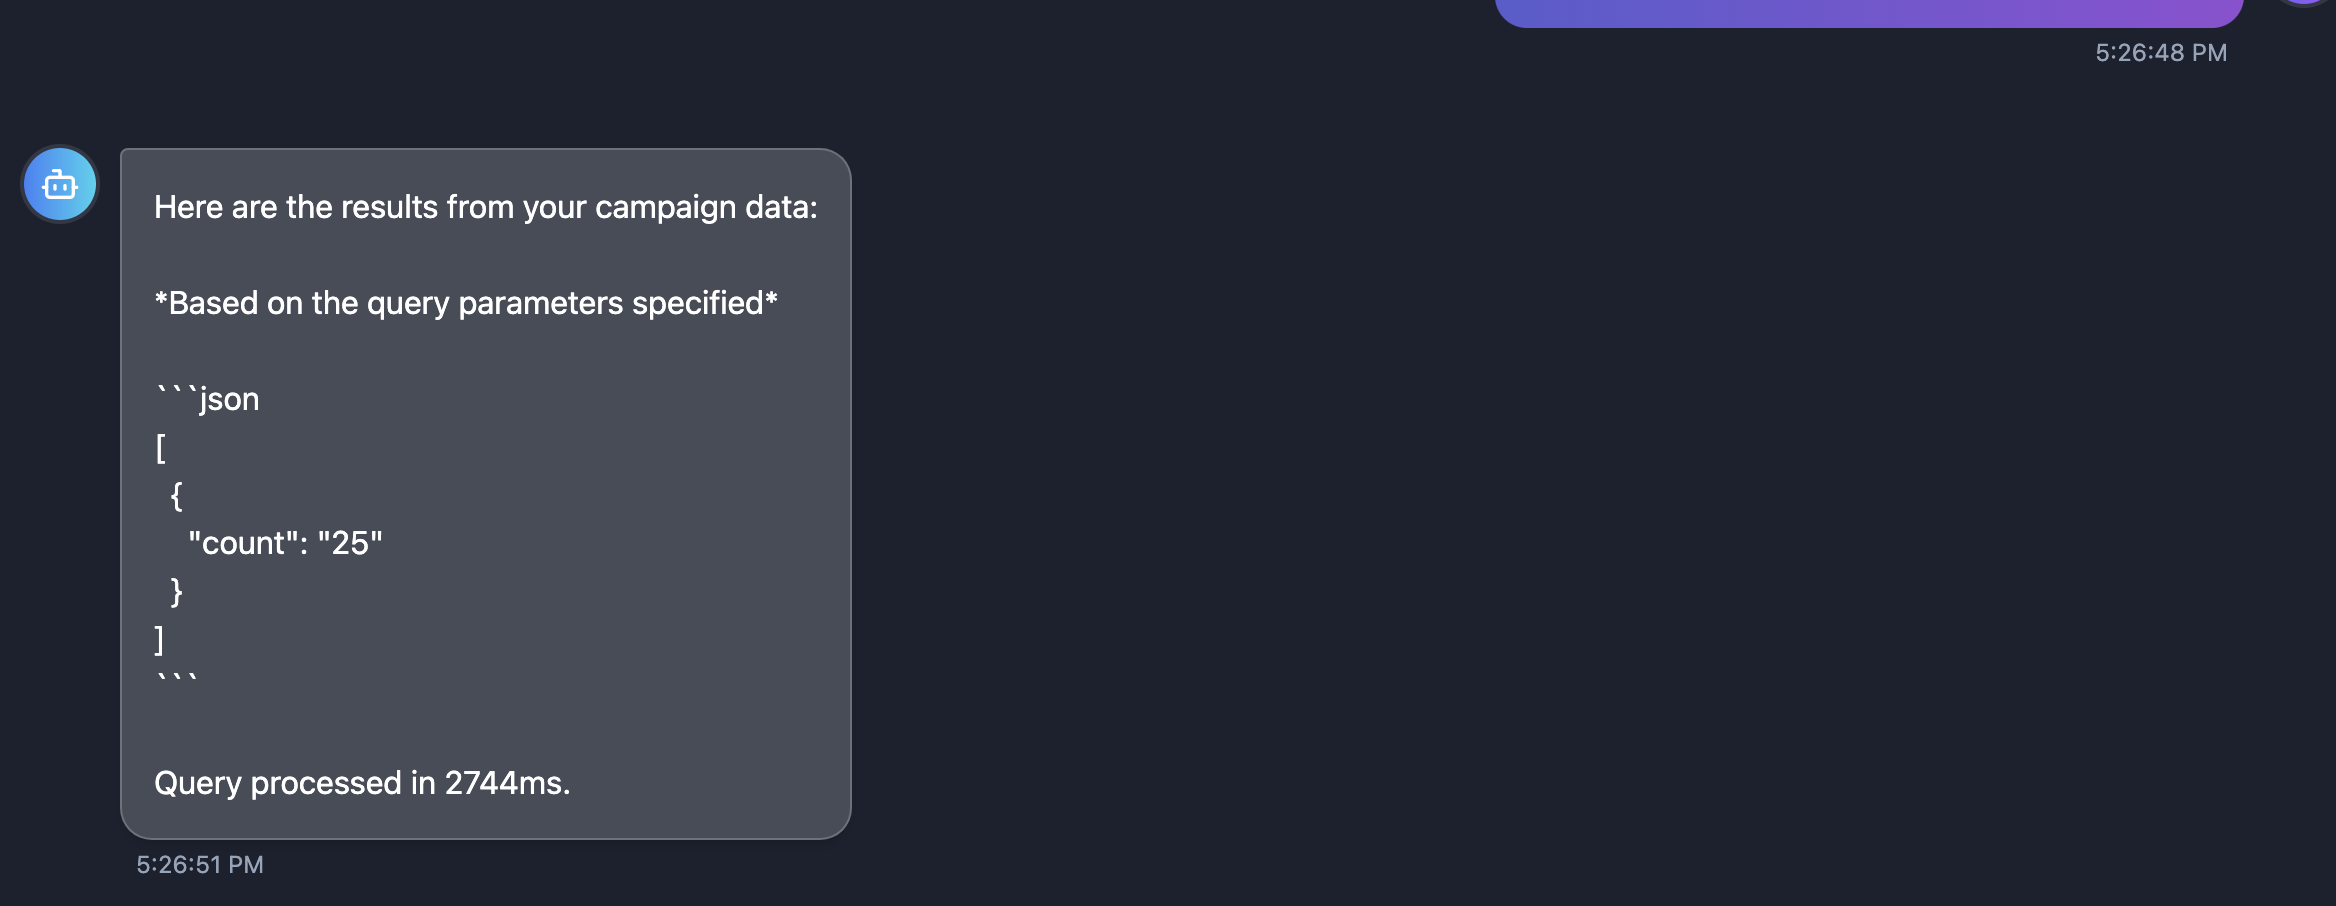 5:26:48 PM
Here are the results from your campaign data:
*Based on the query parameters specified*
```json
[
  {
    "count": "25"
  }
]
```
Query processed in 2744ms.
5:26:51 PM